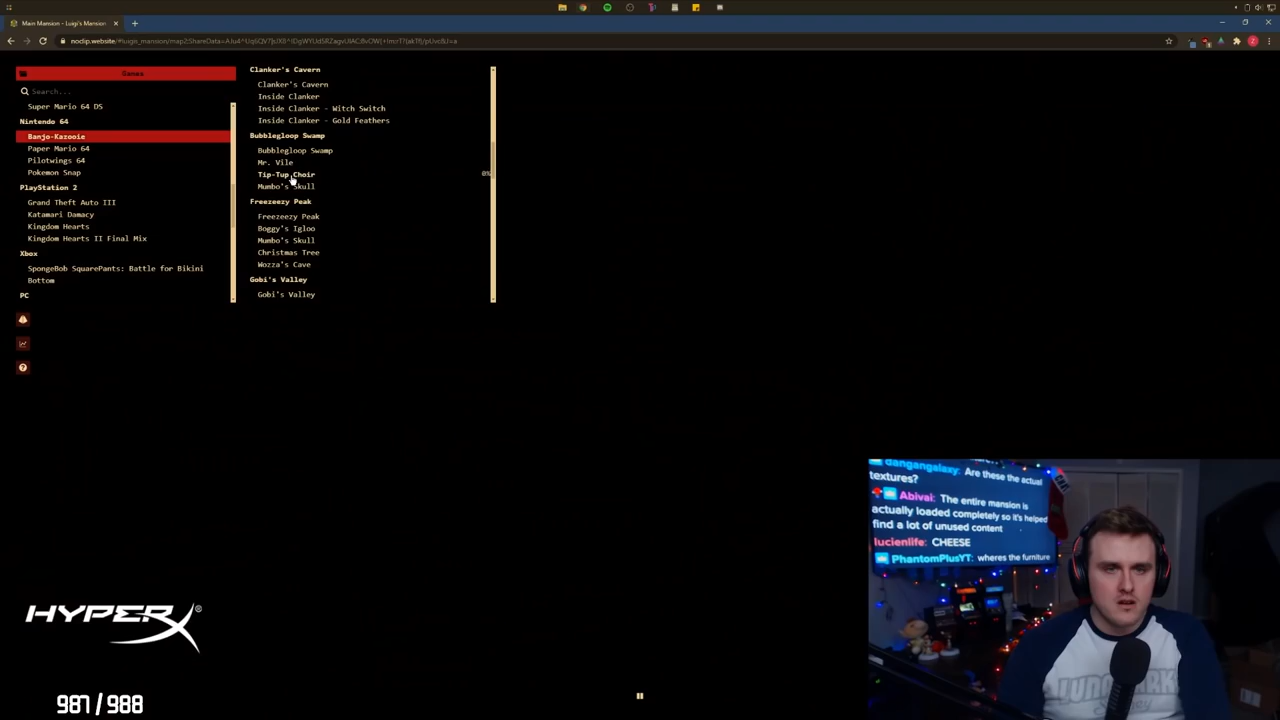 Main Mansion - Luigi's Mansion
Games
Search...
Super Mario 64 DS
Nintendo 64
Banjo-Kazooie
Paper Mario 64
Pilotwings 64
Pokemon Snap
PlayStation 2
Grand Theft Auto III
Katamari Damacy
Kingdom Hearts
Kingdom Hearts II Final Mix
Xbox
SpongeBob SquarePants: Battle for Bikini
Bottom
PC
Clanker's Cavern
Clanker's Cavern
Inside Clanker
Inside Clanker - Witch Switch
Inside Clanker - Gold Feathers
Bubblegloop Swamp
Bubblegloop Swamp
Mr. Vile
Tip-Tup Choir
Mumbo's Skull
Freezeezy Peak
Freezeezy Peak
Boggy's Igloo
Mumbo's Skull
Christmas Tree
Wozza's Cave
Gobi's Valley
Gobi's Valley
dangangalaxy: Are these the actual
textures?
Abivai: The entire mansion is
actually loaded completely so it's helped
find a lot of unused content
lucienlife: CHEESE
PhantomPlusYT: wheres the furniture
HYPERX®
987 / 988